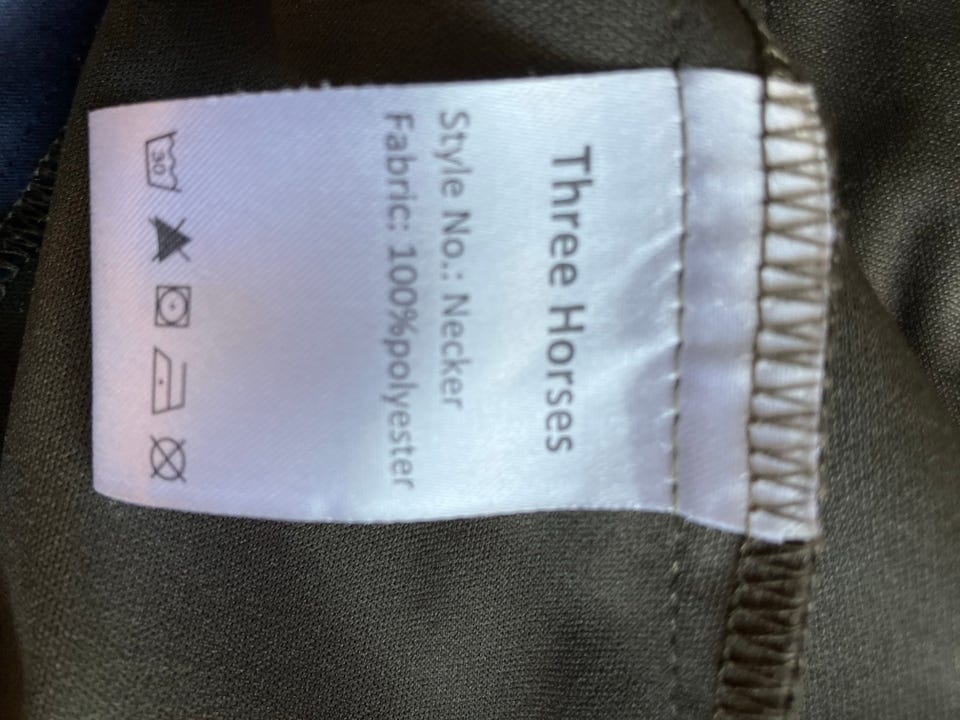 Three Horses
Style No.: Necker
Fabric: 100%polyester
30